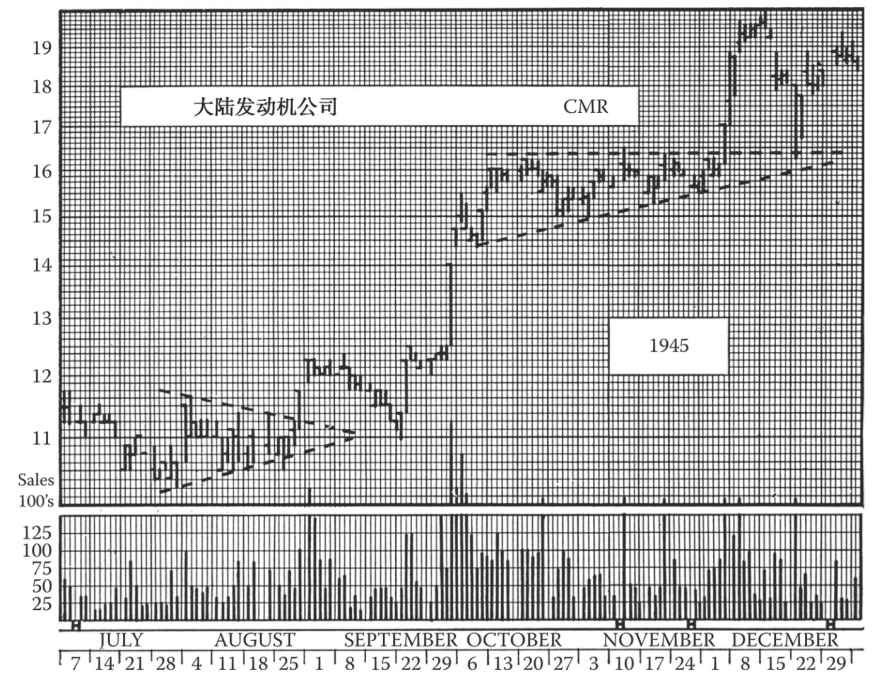 19
18
大陆发动机公司 CMR
17
16
15
14
13
1945
12
11
Sales
100's
125
100
75
50
25
H H H H
JULY AUGUST SEPTEMBER OCTOBER NOVEMBER DECEMBER
7 14 21 28 4 11 18 25 1 8 15 22 29 6 13 20 27 3 10 17 24 1 8 15 22 29